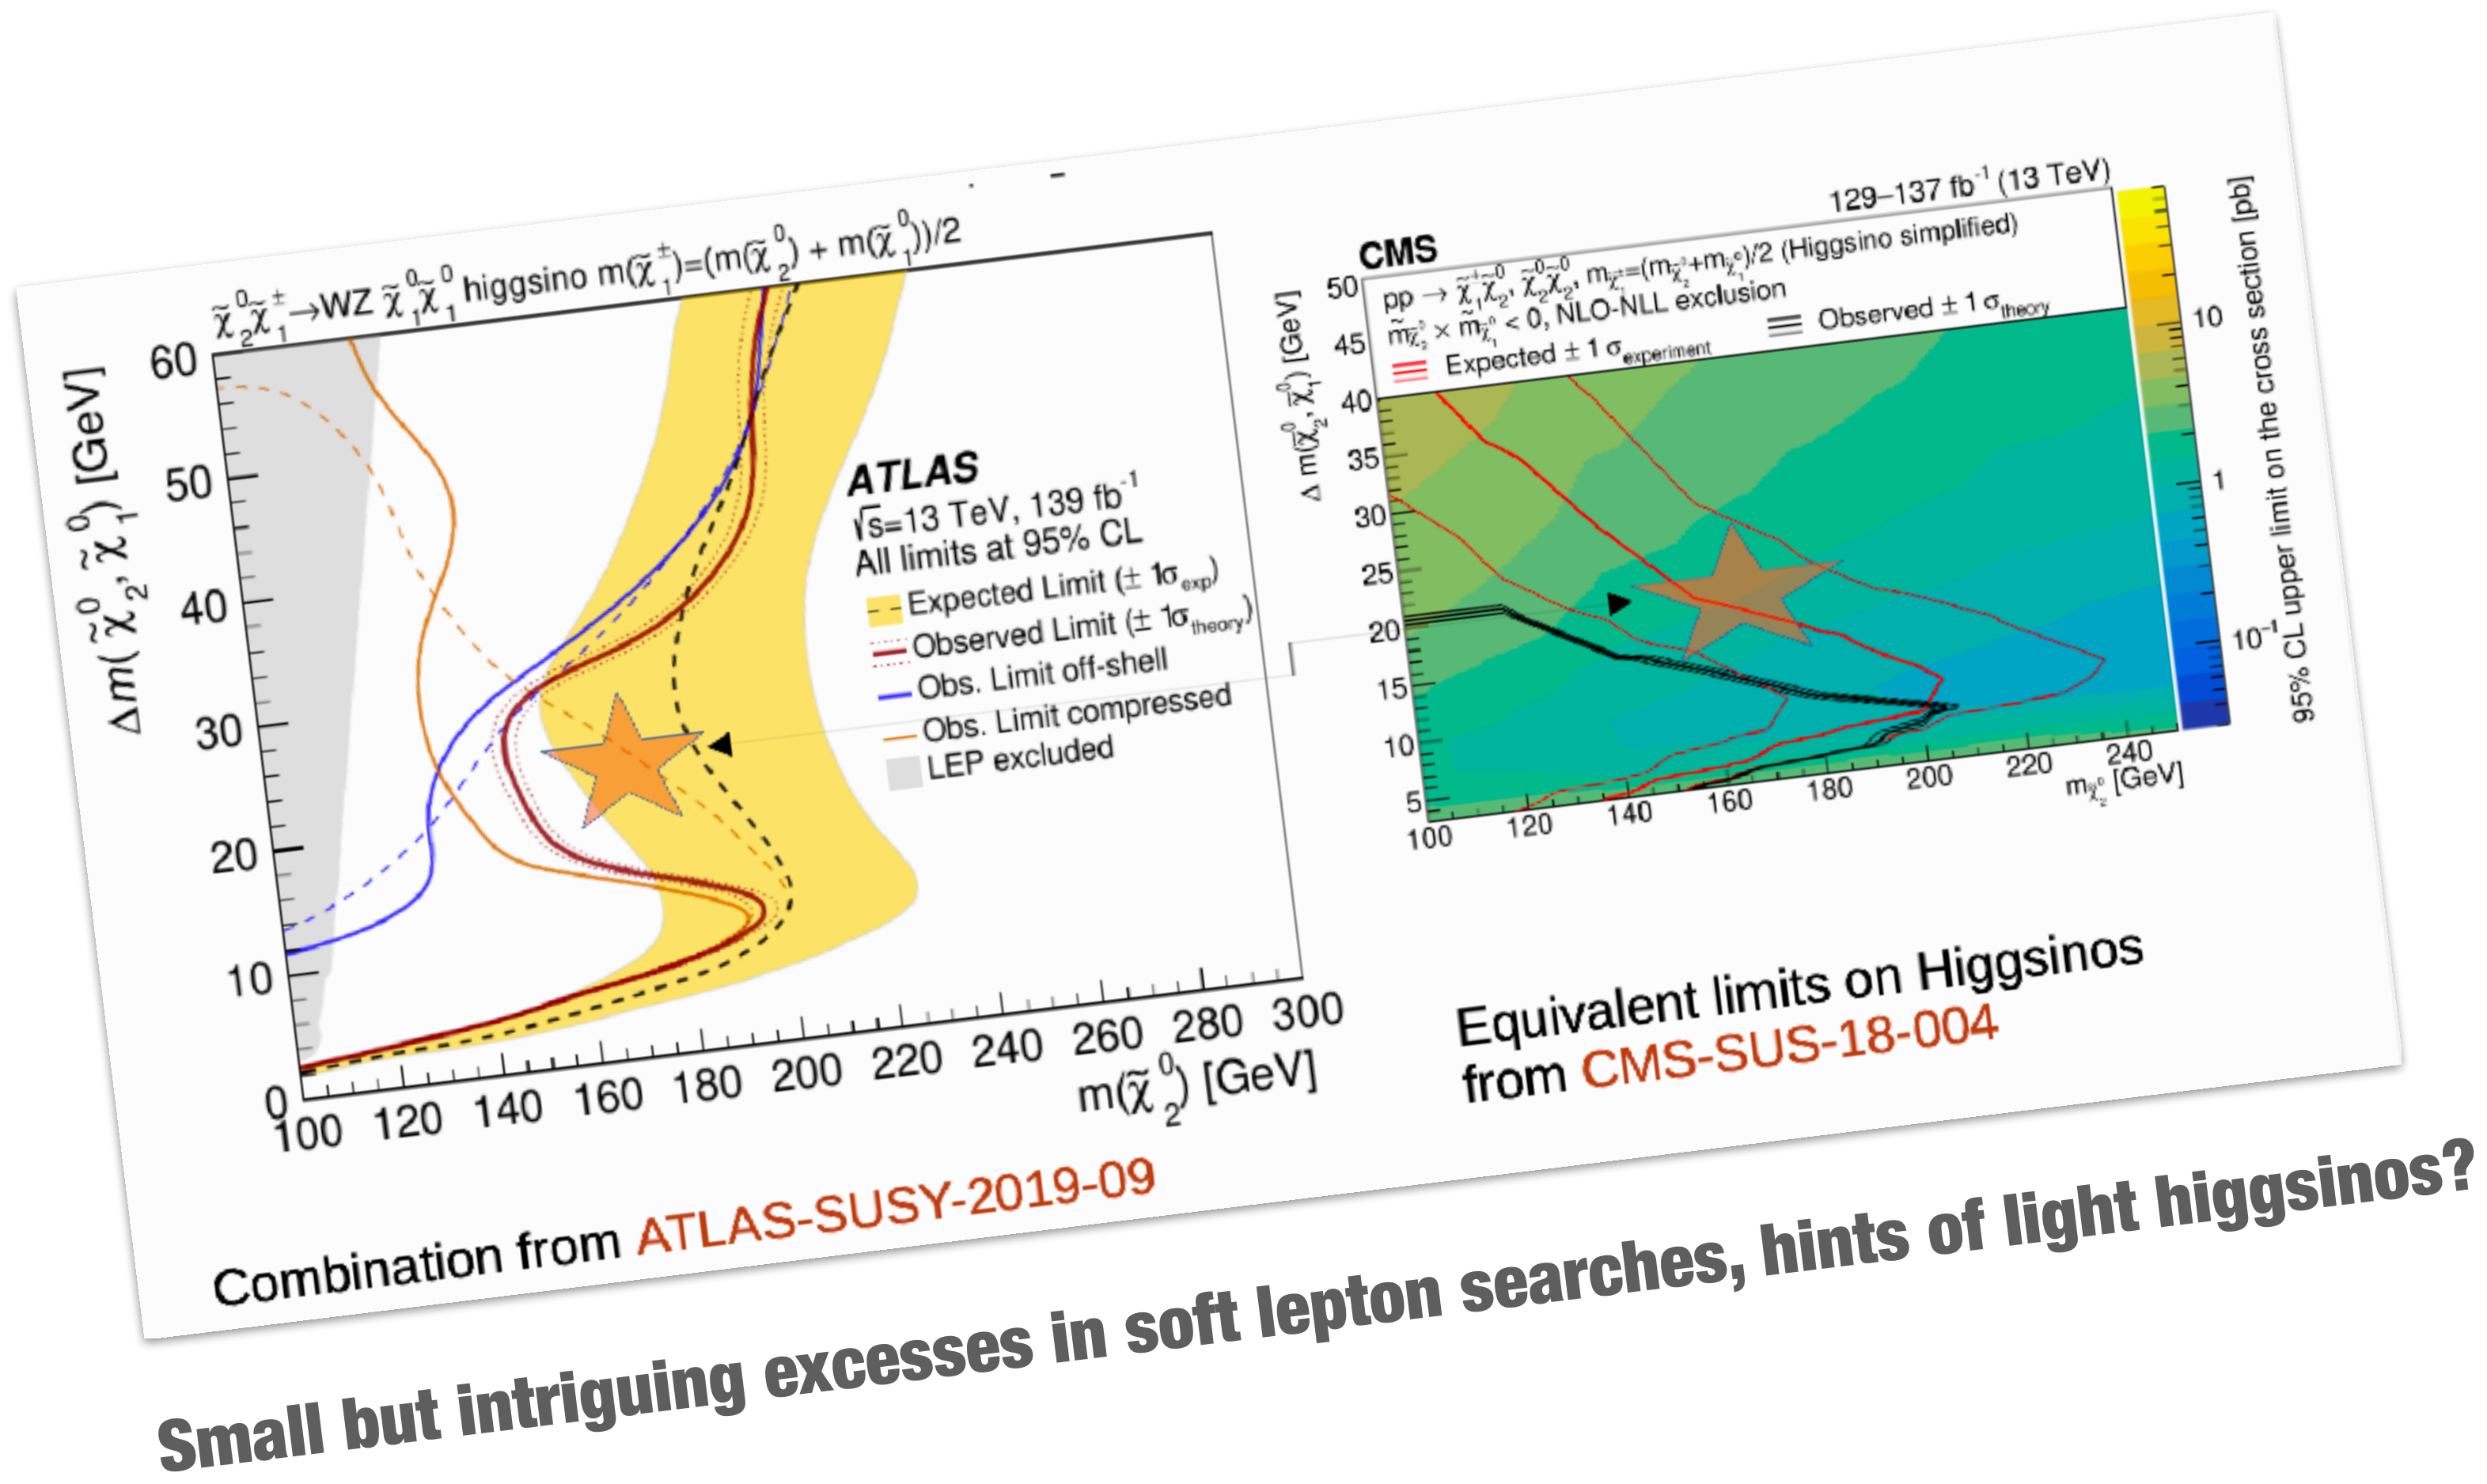 χ̃⁰₂χ̃±₁→WZ χ̃⁰₁χ̃⁰₁ higgsino m(χ̃±₁)=(m(χ̃⁰₂) + m(χ̃⁰₁))/2
Δm(χ̃⁰₂, χ̃⁰₁) [GeV]
60
50
40
30
20
10
0
ATLAS
√s=13 TeV, 139 fb⁻¹
All limits at 95% CL
Expected Limit (± 1σexp)
Observed Limit (± 1σtheory)
Obs. Limit off-shell
Obs. Limit compressed
LEP excluded
100 120 140 160 180 200 220 240 260 280 300
m(χ̃⁰₂) [GeV]
Combination from ATLAS-SUSY-2019-09
CMS
129–137 fb⁻¹ (13 TeV)
pp → χ̃±₁χ̃⁰₂, χ̃⁰₂χ̃⁰₁, mχ̃±₁=(mχ̃⁰₂+mχ̃⁰₁)/2 (Higgsino simplified)
m̃χ̃⁰₂ × m̃χ̃⁰₁ < 0, NLO-NLL exclusion
Expected ± 1 σexperiment
Observed ± 1 σtheory
Δ m(χ̃⁰₂, χ̃⁰₁) [GeV]
50
45
40
35
30
25
20
15
10
5
100 120 140 160 180 200 220 240
mχ̃⁰₂ [GeV]
10
1
10⁻¹
95% CL upper limit on the cross section [pb]
Equivalent limits on Higgsinos
from CMS-SUS-18-004
Small but intriguing excesses in soft lepton searches, hints of light higgsinos?